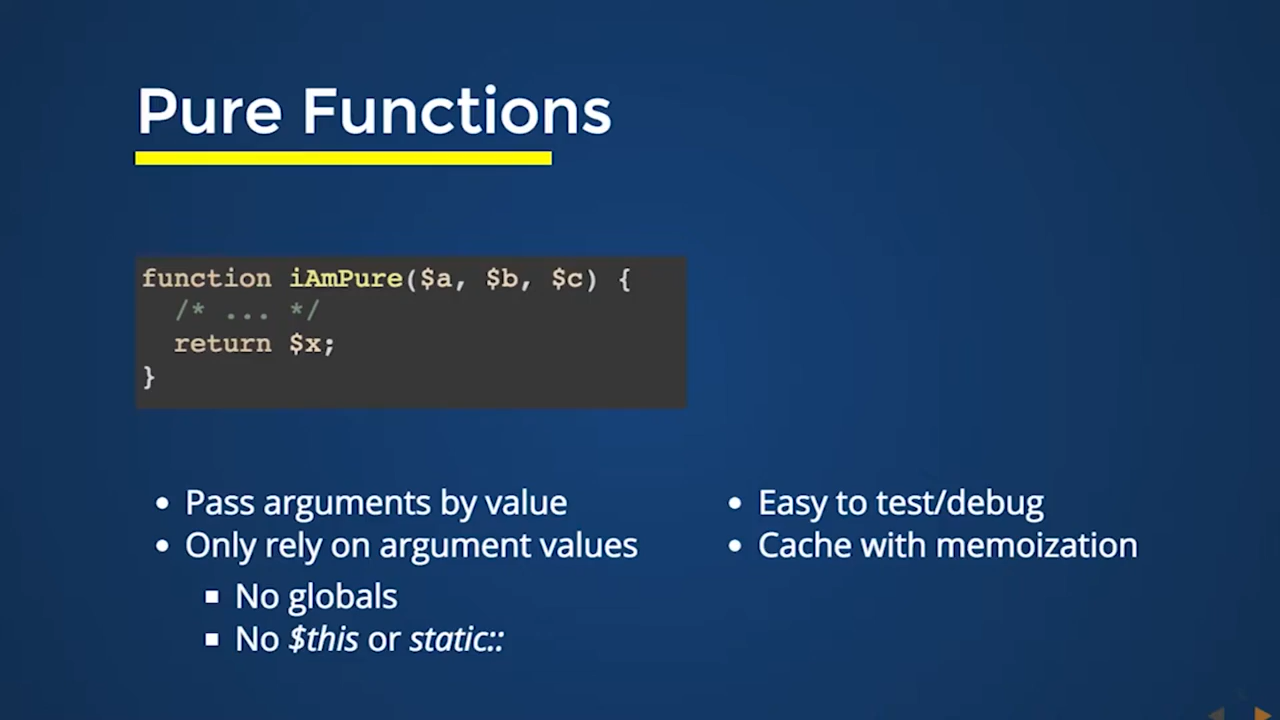 Pure Functions
function iAmPure($a, $b, $c) {
  /* ... */
  return $x;
}
• Pass arguments by value
• Only rely on argument values
▪ No globals
▪ No $this or static::
• Easy to test/debug
• Cache with memoization